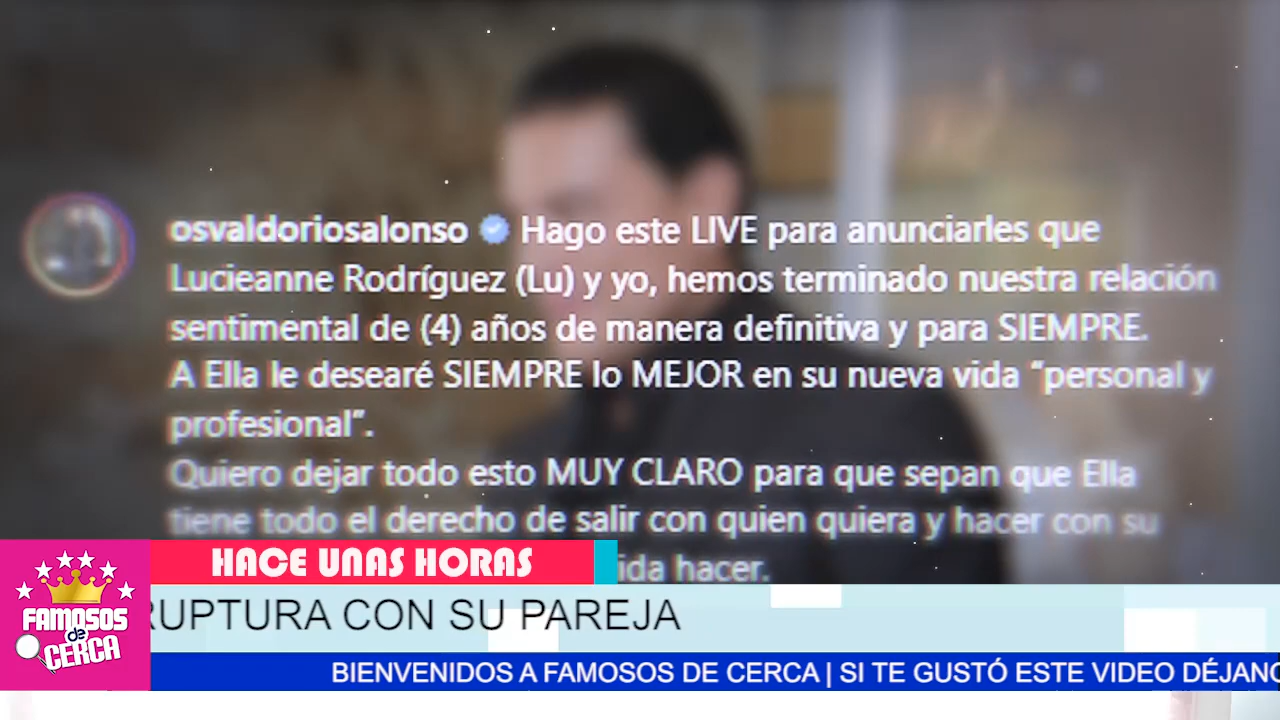 osvaldoriosalonso Hago este LIVE para anunciarles que
Lucieanne Rodríguez (Lu) y yo, hemos terminado nuestra relación
sentimental de (4) años de manera definitiva y para SIEMPRE.
A Ella le desearé SIEMPRE lo MEJOR en su nueva vida “personal y
profesional”.
Quiero dejar todo esto MUY CLARO para que sepan que Ella
tiene todo el derecho de salir con quien quiera y hacer con su
ida hacer.
HACE UNAS HORAS
RUPTURA CON SU PAREJA
FAMOSOS
de
CERCA
BIENVENIDOS A FAMOSOS DE CERCA | SI TE GUSTÓ ESTE VIDEO DÉJANO